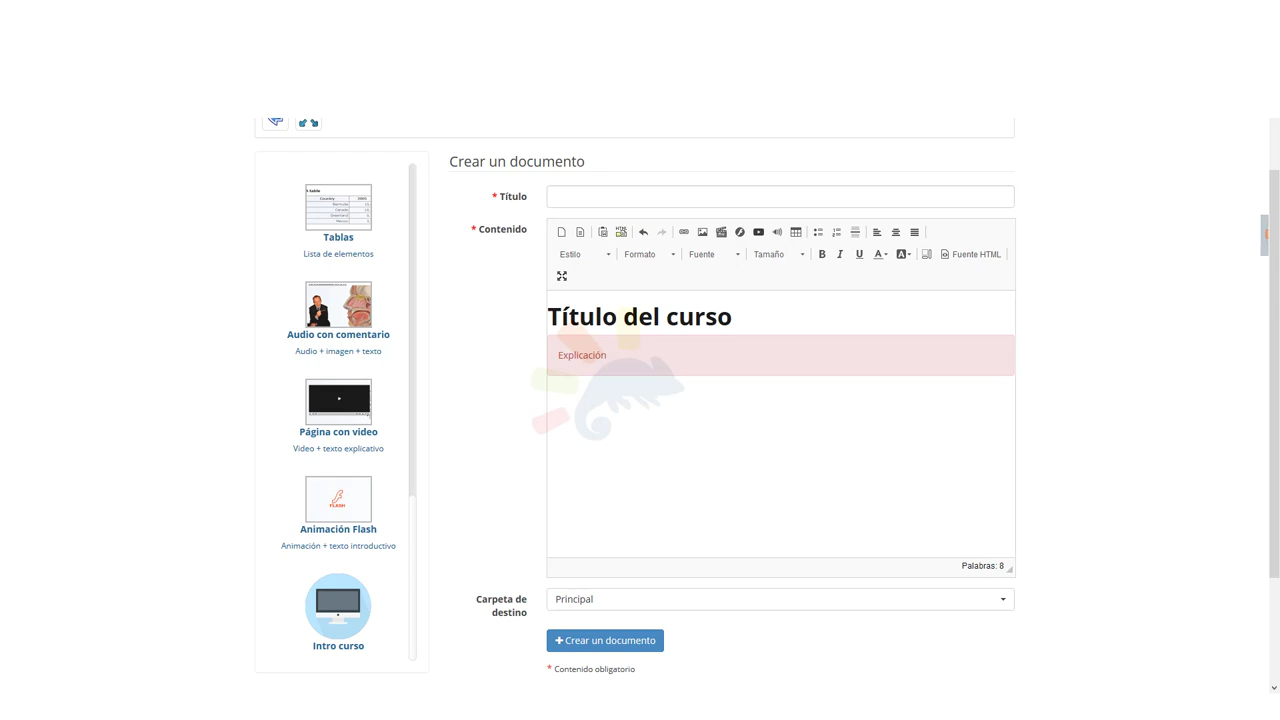 Crear un documento
* Título
* Contenido
Estilo Formato Fuente Tamaño B I U A A Fuente HTML
Título del curso
Explicación
Palabras: 8
Carpeta de destino
Principal
Crear un documento
* Contenido obligatorio
Tablas
Lista de elementos
Audio con comentario
Audio + imagen + texto
Página con video
Video + texto explicativo
FLASH
Animación Flash
Animación + texto introductivo
Intro curso